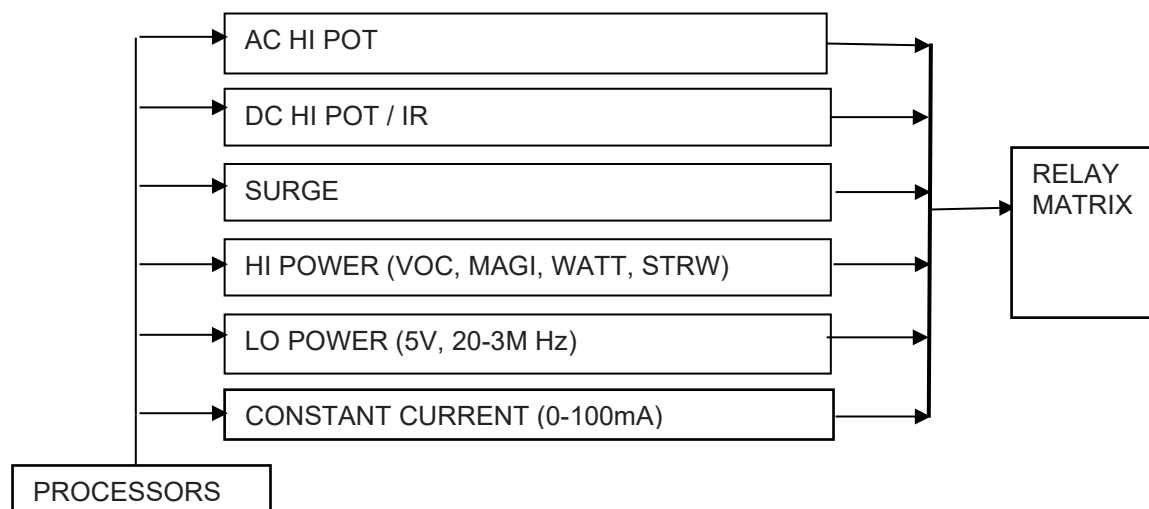 AC HI POT
DC HI POT / IR
SURGE
HI POWER (VOC, MAGI, WATT, STRW)
LO POWER (5V, 20-3M Hz)
CONSTANT CURRENT (0-100mA)
RELAY
MATRIX
PROCESSORS